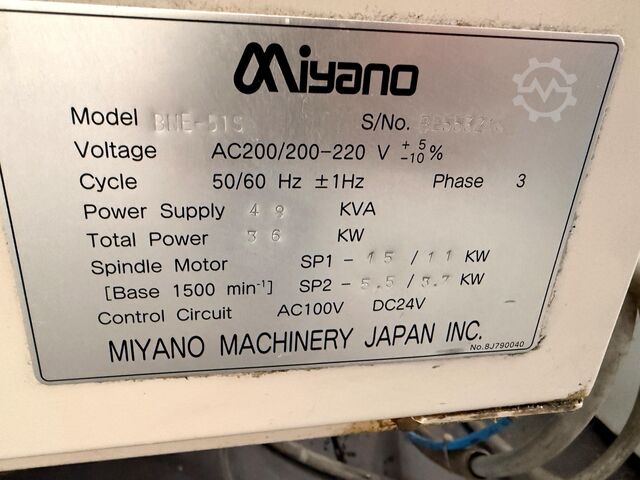 Miyano
Model BNE-51S S/No.
Voltage AC200/200-220 V +5 -10 %
Cycle 50/60 Hz ±1Hz Phase 3
Power Supply 49 KVA
Total Power 36 KW
Spindle Motor SP1 - 15 / 11 KW
[Base 1500 min⁻¹] SP2 - 5.5 / 3.7 KW
Control Circuit AC100V DC24V -
MIYANO MACHINERY JAPAN INC.
No.8J790040